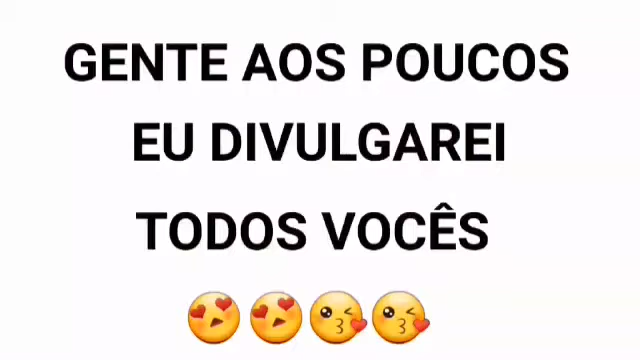 GENTE AOS POUCOS
EU DIVULGAREI
TODOS VOCÊS
😍😍😘😘